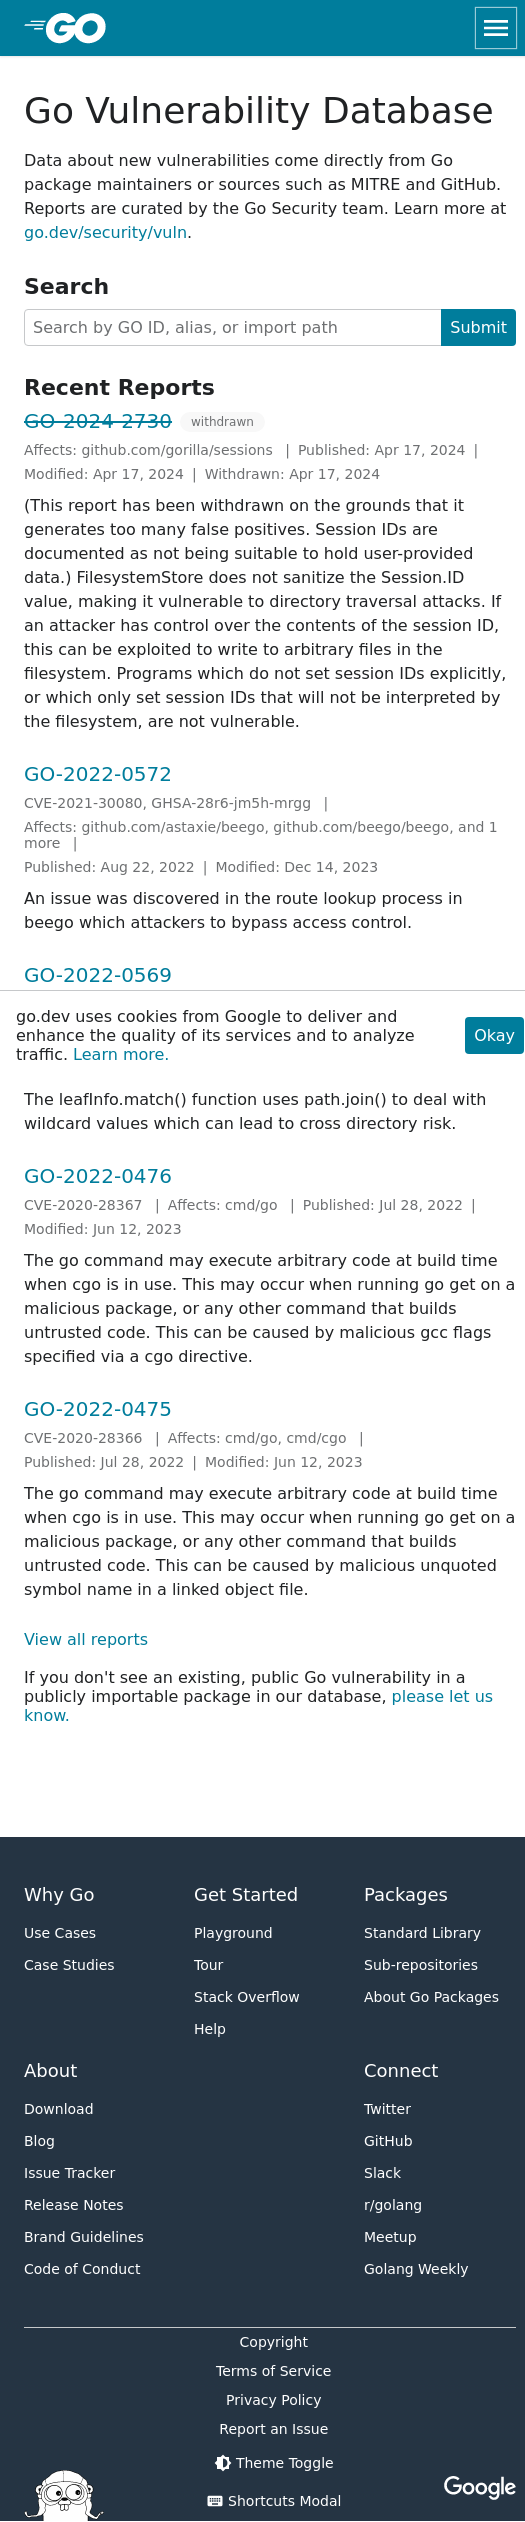 GO
Go Vulnerability Database
Data about new vulnerabilities come directly from Go
package maintainers or sources such as MITRE and GitHub.
Reports are curated by the Go Security team. Learn more at
go.dev/security/vuln.
Search
Search by GO ID, alias, or import path
Submit
Recent Reports
GO-2024-2730 withdrawn
Affects: github.com/gorilla/sessions | Published: Apr 17, 2024 |
Modified: Apr 17, 2024 | Withdrawn: Apr 17, 2024
(This report has been withdrawn on the grounds that it
generates too many false positives. Session IDs are
documented as not being suitable to hold user-provided
data.) FilesystemStore does not sanitize the Session.ID
value, making it vulnerable to directory traversal attacks. If
an attacker has control over the contents of the session ID,
this can be exploited to write to arbitrary files in the
filesystem. Programs which do not set session IDs explicitly,
or which only set session IDs that will not be interpreted by
the filesystem, are not vulnerable.
GO-2022-0572
CVE-2021-30080, GHSA-28r6-jm5h-mrgg |
Affects: github.com/astaxie/beego, github.com/beego/beego, and 1
more |
Published: Aug 22, 2022 | Modified: Dec 14, 2023
An issue was discovered in the route lookup process in
beego which attackers to bypass access control.
GO-2022-0569
go.dev uses cookies from Google to deliver and
enhance the quality of its services and to analyze
traffic. Learn more.
Okay
The leafInfo.match() function uses path.join() to deal with
wildcard values which can lead to cross directory risk.
GO-2022-0476
CVE-2020-28367 | Affects: cmd/go | Published: Jul 28, 2022 |
Modified: Jun 12, 2023
The go command may execute arbitrary code at build time
when cgo is in use. This may occur when running go get on a
malicious package, or any other command that builds
untrusted code. This can be caused by malicious gcc flags
specified via a cgo directive.
GO-2022-0475
CVE-2020-28366 | Affects: cmd/go, cmd/cgo |
Published: Jul 28, 2022 | Modified: Jun 12, 2023
The go command may execute arbitrary code at build time
when cgo is in use. This may occur when running go get on a
malicious package, or any other command that builds
untrusted code. This can be caused by malicious unquoted
symbol name in a linked object file.
View all reports
If you don't see an existing, public Go vulnerability in a
publicly importable package in our database, please let us
know.
Why Go
Use Cases
Case Studies
Get Started
Playground
Tour
Stack Overflow
Help
Packages
Standard Library
Sub-repositories
About Go Packages
About
Download
Blog
Issue Tracker
Release Notes
Brand Guidelines
Code of Conduct
Connect
Twitter
GitHub
Slack
r/golang
Meetup
Golang Weekly
Copyright
Terms of Service
Privacy Policy
Report an Issue
Theme Toggle
Shortcuts Modal
Google